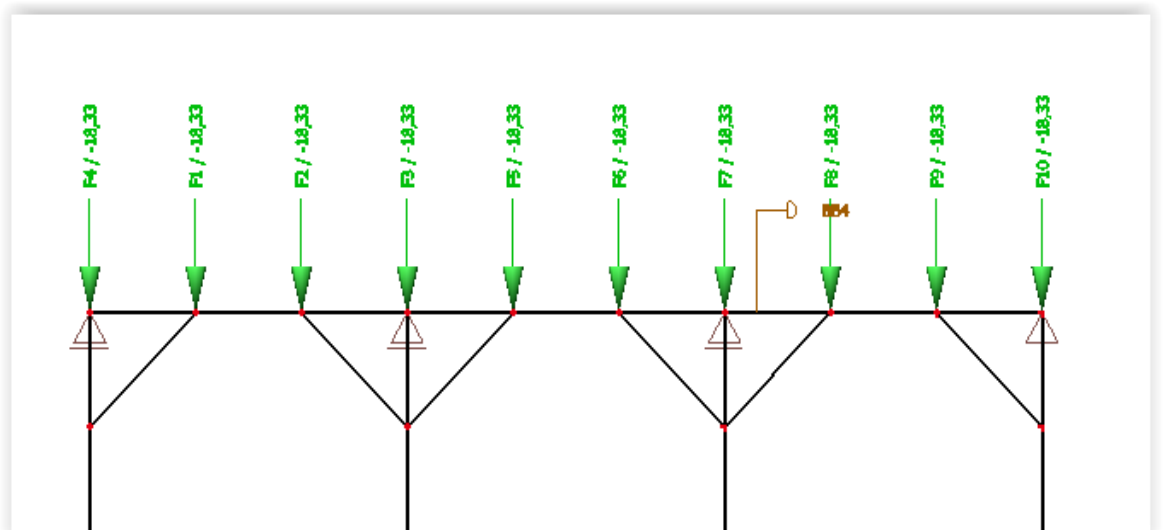 F4 / -18,33
F1 / -18,33
F2 / -18,33
F3 / -18,33
F5 / -18,33
F6 / -18,33
F7 / -18,33
F8 / -18,33
F9 / -18,33
F10 / -18,33